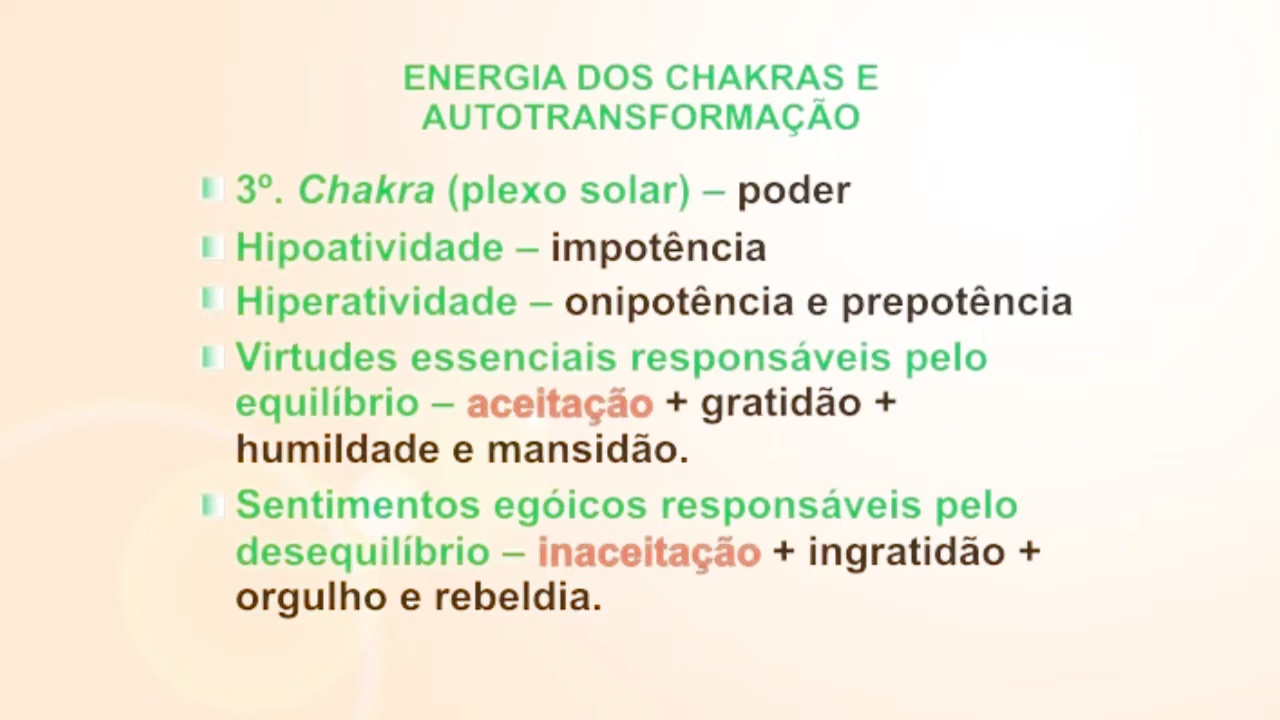 ENERGIA DOS CHAKRAS E
AUTOTRANSFORMAÇÃO
3º. Chakra (plexo solar) – poder
Hipoatividade – impotência
Hiperatividade – onipotência e prepotência
Virtudes essenciais responsáveis pelo
equilíbrio – aceitação + gratidão +
humildade e mansidão.
Sentimentos egóicos responsáveis pelo
desequilíbrio – inaceitação + ingratidão +
orgulho e rebeldia.